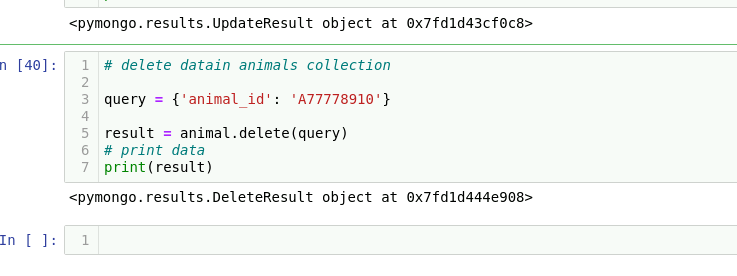 <pymongo.results.UpdateResult object at 0x7fd1d43cf0c8>
n [40]:
1 # delete datain animals collection
2
3 query = {'animal_id': 'A77778910'}
4
5 result = animal.delete(query)
6 # print data
7 print(result)
<pymongo.results.DeleteResult object at 0x7fd1d444e908>
In [ ]:
1